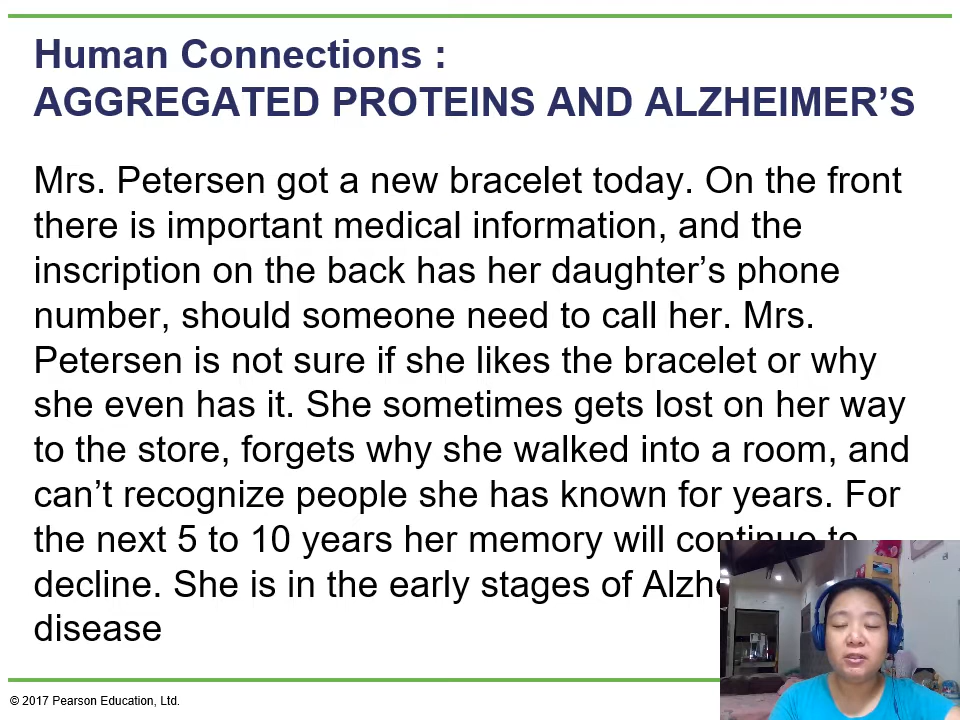 Human Connections :
AGGREGATED PROTEINS AND ALZHEIMER’S
Mrs. Petersen got a new bracelet today. On the front
there is important medical information, and the
inscription on the back has her daughter’s phone
number, should someone need to call her. Mrs.
Petersen is not sure if she likes the bracelet or why
she even has it. She sometimes gets lost on her way
to the store, forgets why she walked into a room, and
can’t recognize people she has known for years. For
the next 5 to 10 years her memory will continue to
decline. She is in the early stages of
disease
© 2017 Pearson Education, Ltd.